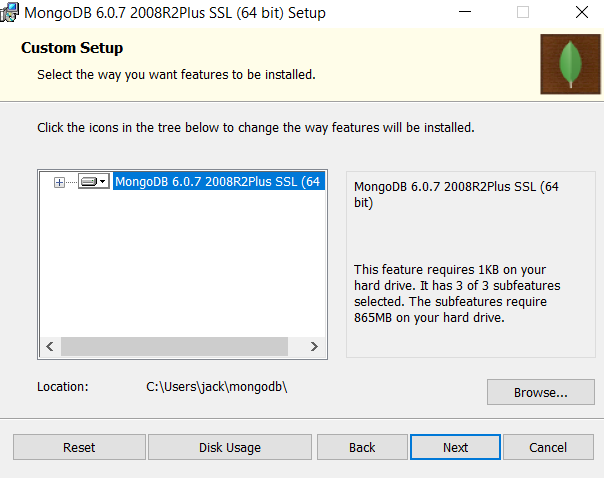 MongoDB 6.0.7 2008R2Plus SSL (64 bit) Setup
Custom Setup
Select the way you want features to be installed.
Click the icons in the tree below to change the way features will be installed.
MongoDB 6.0.7 2008R2Plus SSL (64
MongoDB 6.0.7 2008R2Plus SSL (64
bit)
This feature requires 1KB on your
hard drive. It has 3 of 3 subfeatures
selected. The subfeatures require
865MB on your hard drive.
Location: C:\Users\jack\mongodb\
Browse...
Reset Disk Usage Back Next Cancel